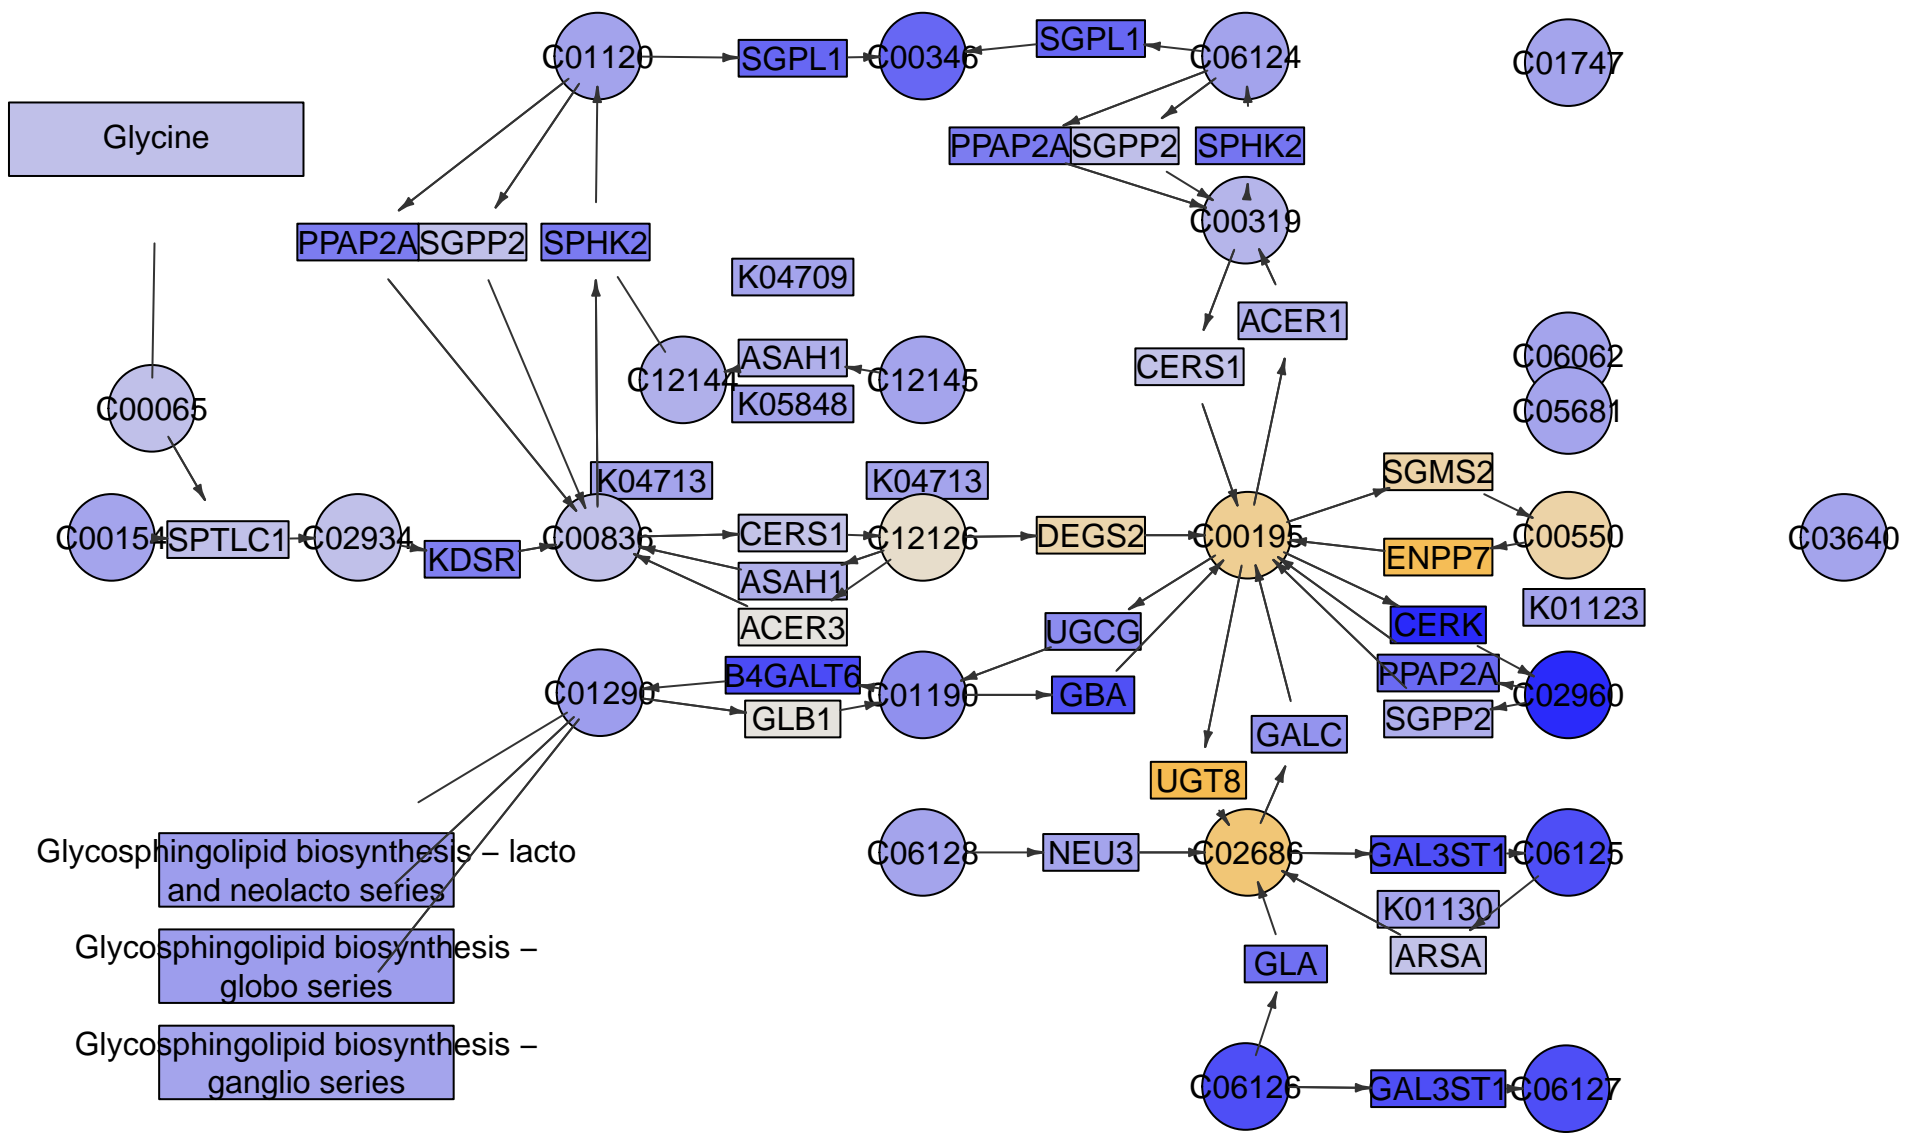 C01120
SGPL1
C00346
SGPL1
C06124
C01747
Glycine
PPAP2A
SGPP2
SPHK2
PPAP2A
SGPP2
SPHK2
C00319
K04709
ACER1
C12144
ASAH1
C12145
K05848
CERS1
C06062
C05681
C00065
K04713
K04713
SGMS2
C00154
SPTLC1
C02934
KDSR
C00836
CERS1
C12126
DEGS2
C00195
ENPP7
C00550
C03640
ASAH1
ACER3
UGCG
CERK
K01123
C01290
B4GALT6
GLB1
C01190
GBA
PPAP2A
SGPP2
C02960
GALC
UGT8
Glycosphingolipid biosynthesis – lacto
and neolacto series
C06128
NEU3
C02686
GAL3ST1
C06125
K01130
ARSA
Glycosphingolipid biosynthesis –
globo series
GLA
Glycosphingolipid biosynthesis –
ganglio series
C06126
GAL3ST1
C06127